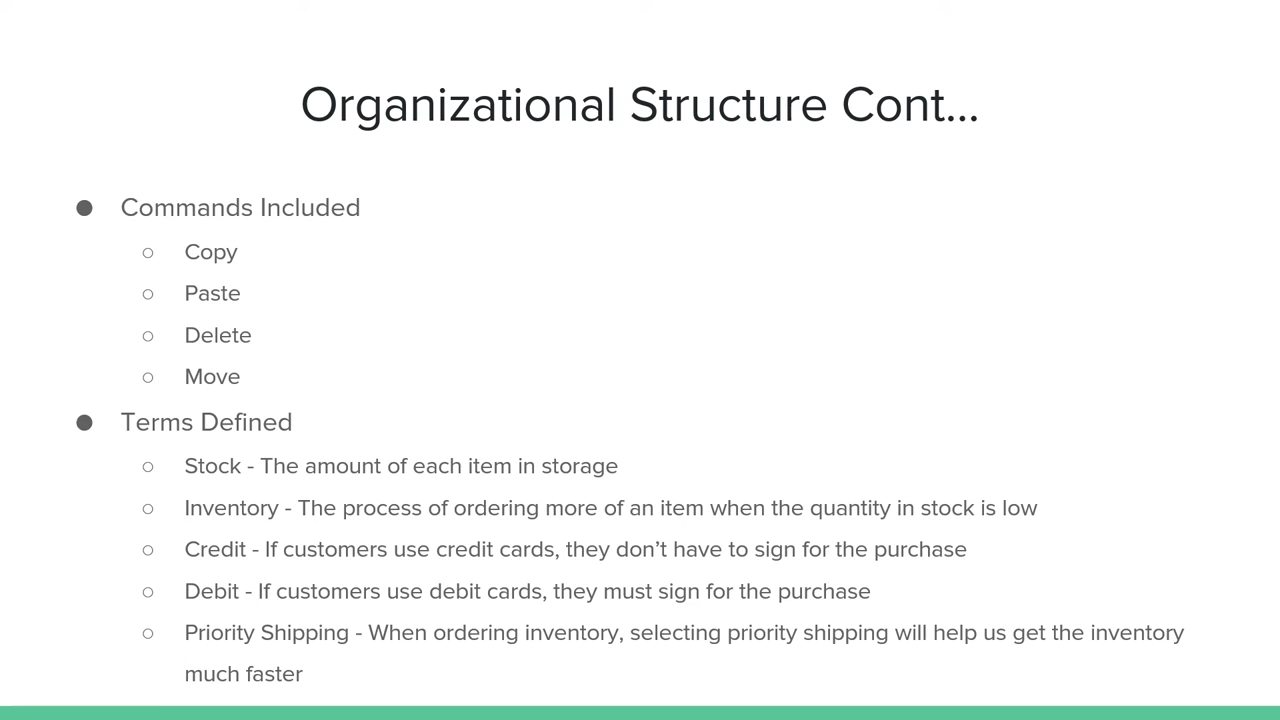 Organizational Structure Cont...
● Commands Included
○ Copy
○ Paste
○ Delete
○ Move
● Terms Defined
○ Stock - The amount of each item in storage
○ Inventory - The process of ordering more of an item when the quantity in stock is low
○ Credit - If customers use credit cards, they don’t have to sign for the purchase
○ Debit - If customers use debit cards, they must sign for the purchase
○ Priority Shipping - When ordering inventory, selecting priority shipping will help us get the inventory
much faster